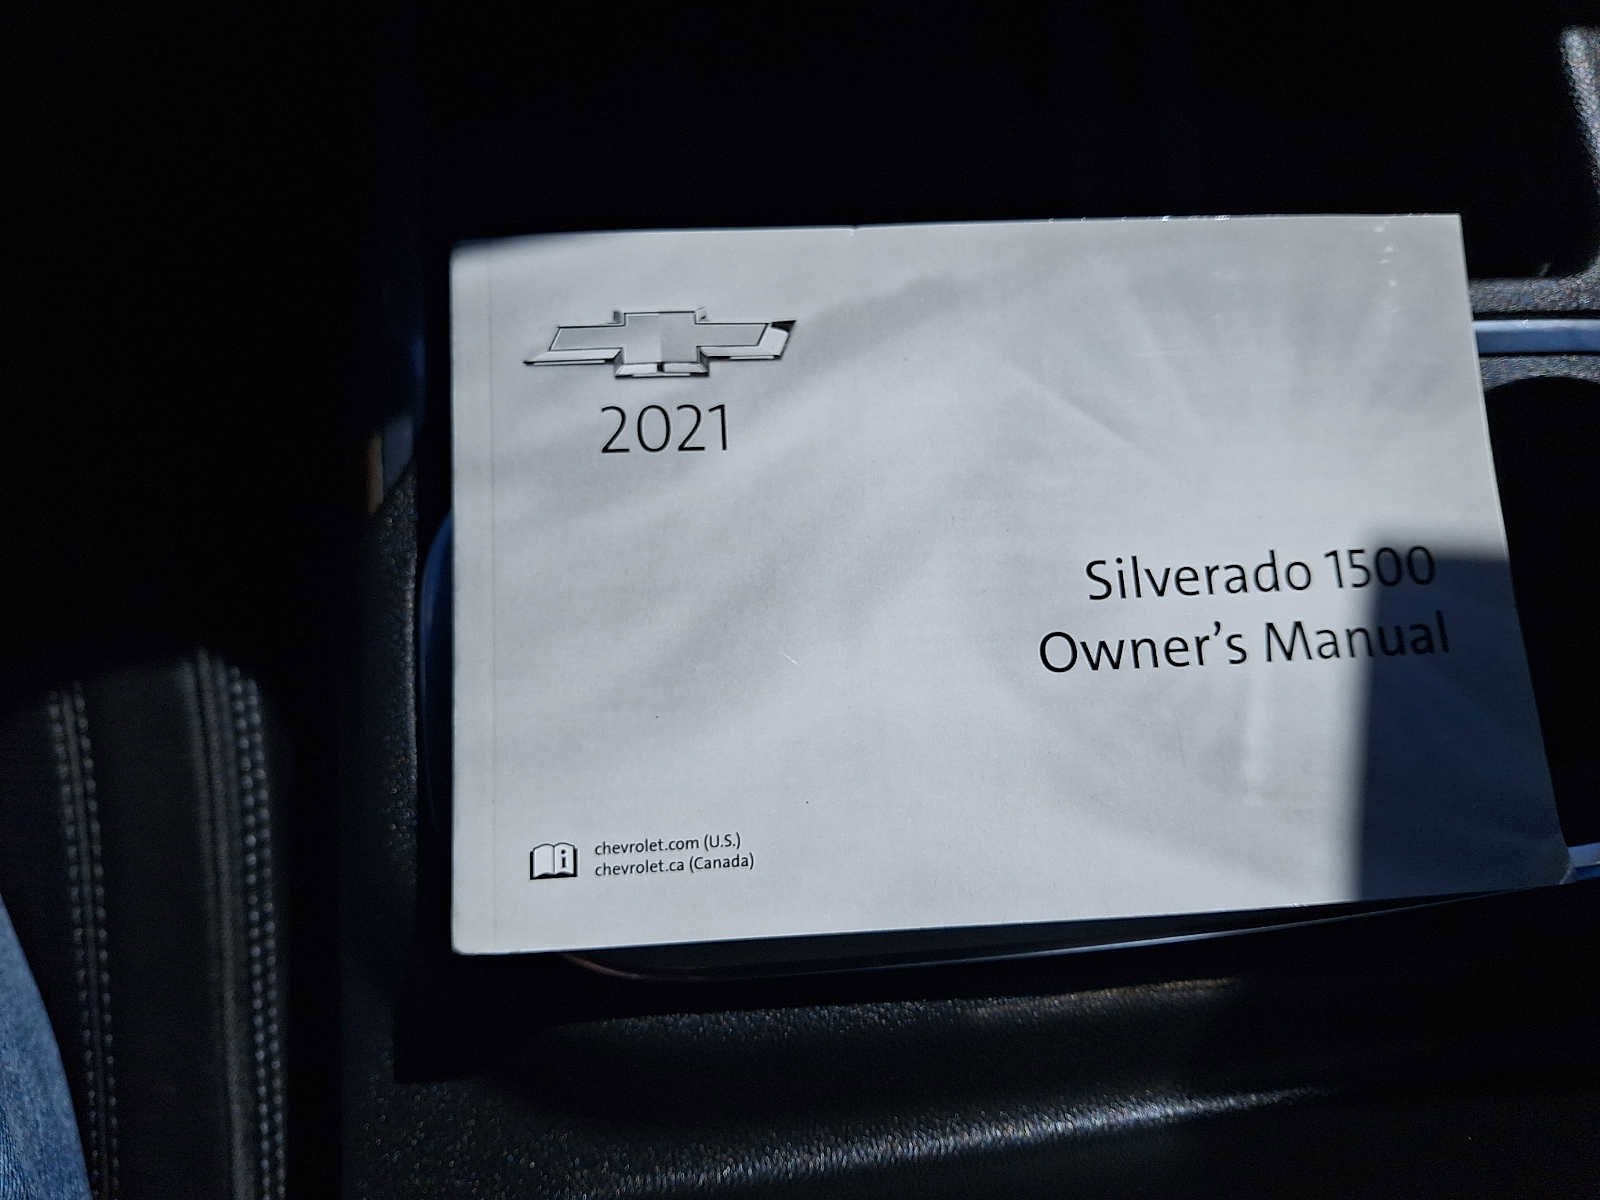 2021
Silverado 1500
Owner's Manual
chevrolet.com (U.S.)
chevrolet.ca (Canada)